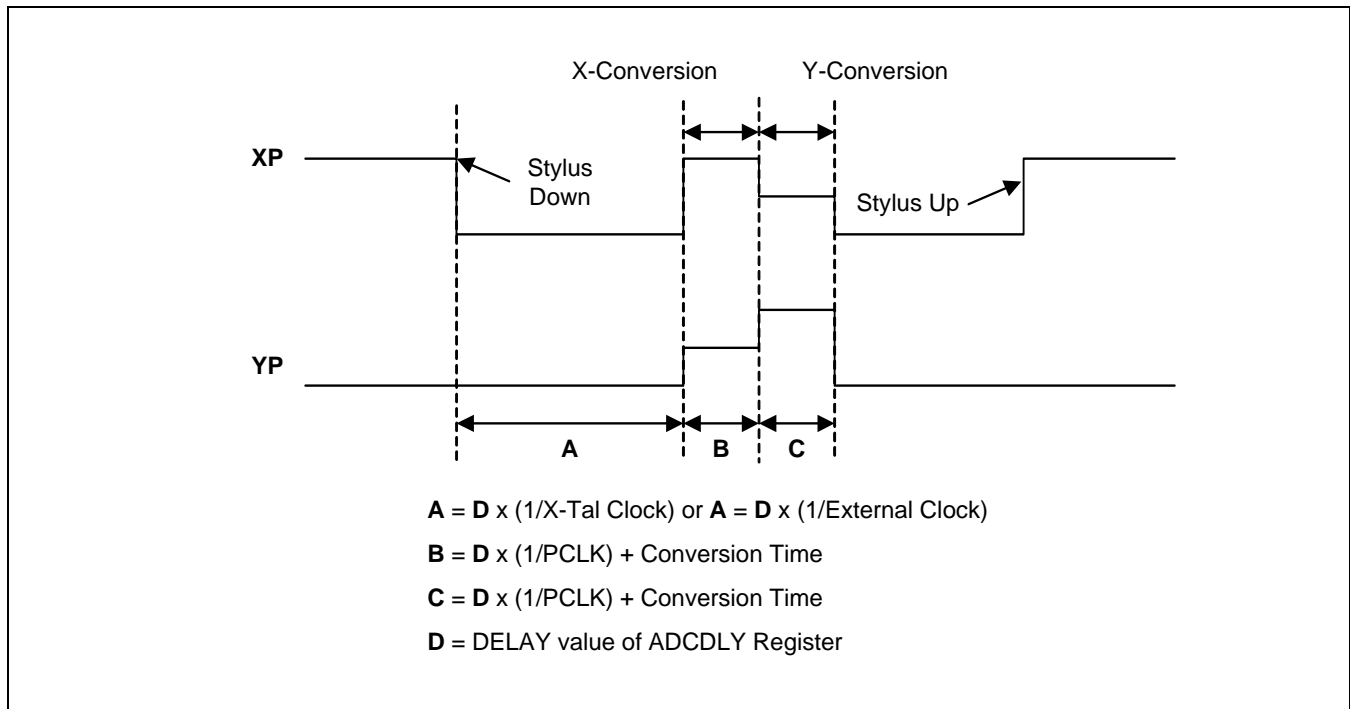 X-Conversion Y-Conversion
XP
Stylus
Down
Stylus Up
YP
A B C
A = D x (1/X-Tal Clock) or A = D x (1/External Clock)
B = D x (1/PCLK) + Conversion Time
C = D x (1/PCLK) + Conversion Time
D = DELAY value of ADCDLY Register